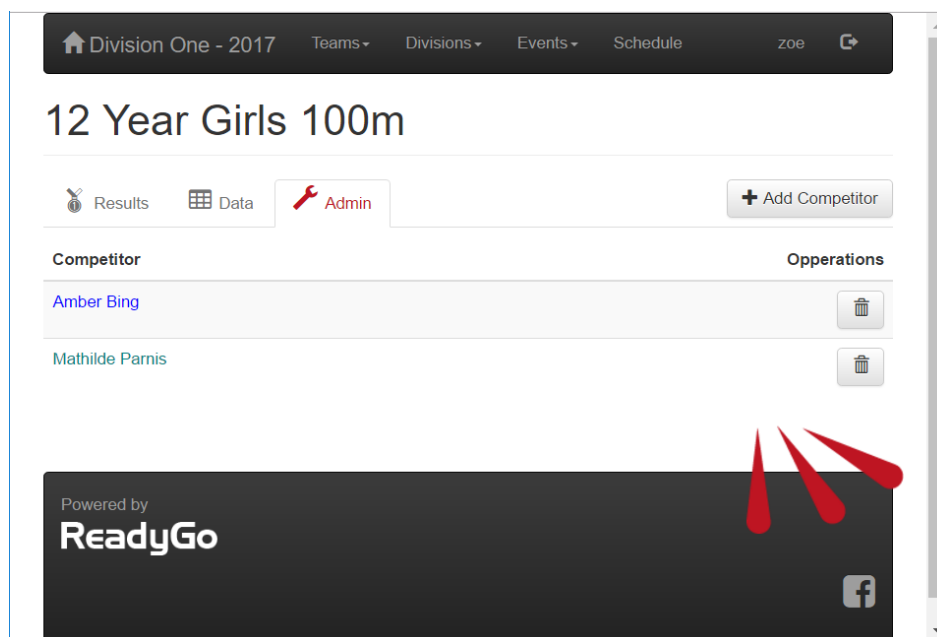 Division One - 2017 Teams Divisions Events Schedule zoe
12 Year Girls 100m
Results Data Admin Add Competitor
Competitor Opperations
Amber Bing
Mathilde Parnis
Powered by
ReadyGo